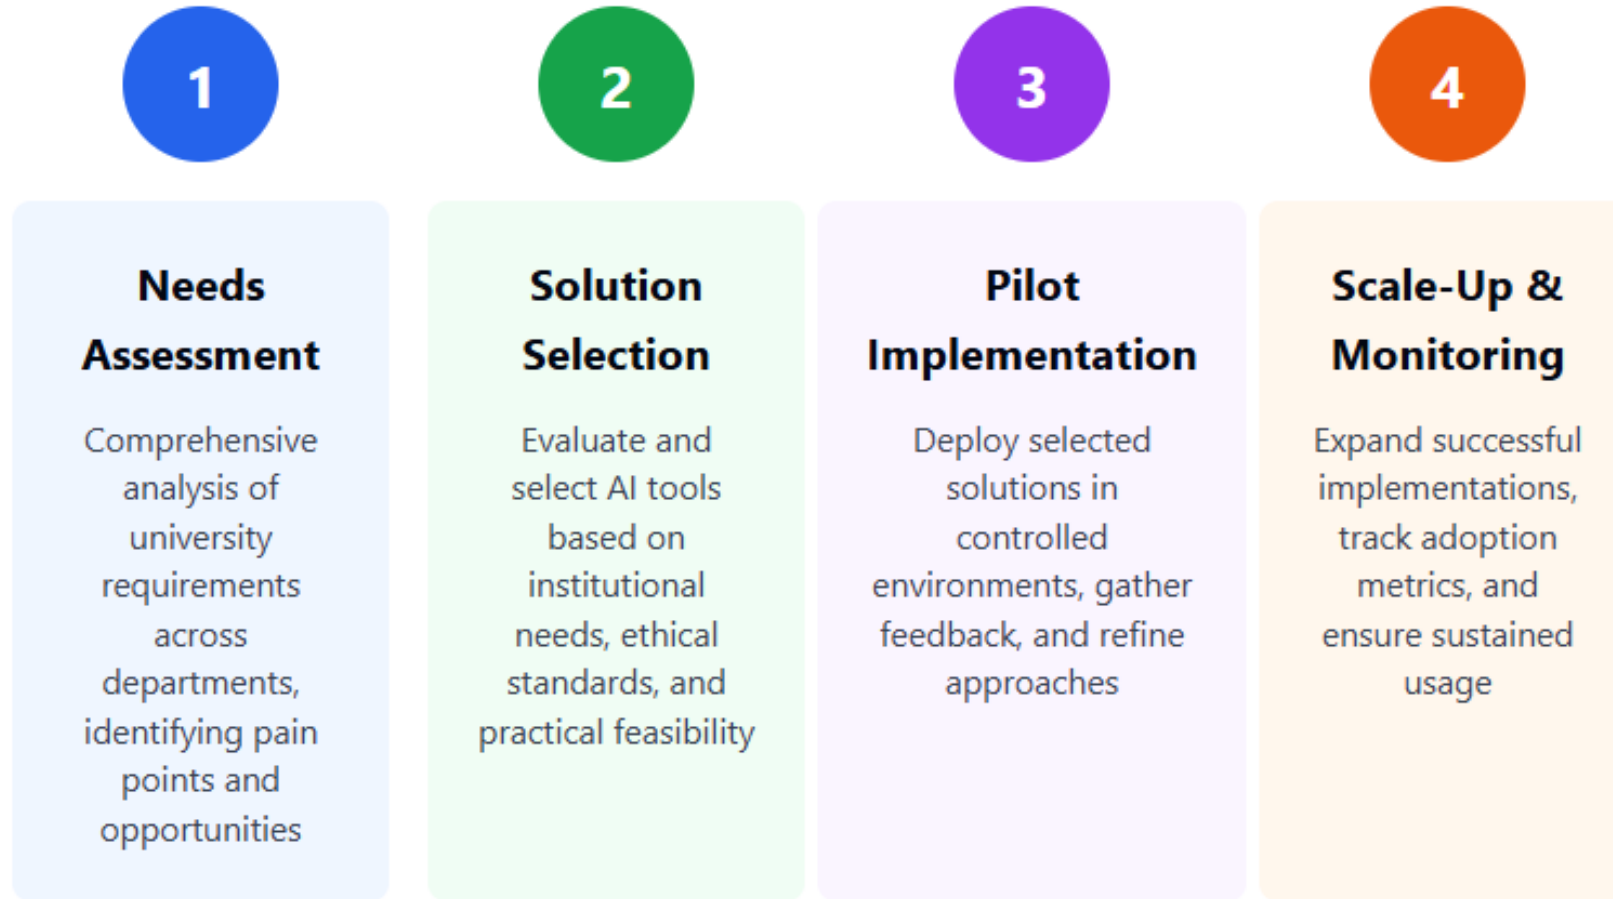 1
2
3
4
Needs
Assessment
Comprehensive
analysis of
university
requirements
across
departments,
identifying pain
points and
opportunities
Solution
Selection
Evaluate and
select AI tools
based on
institutional
needs, ethical
standards, and
practical feasibility
Pilot
Implementation
Deploy selected
solutions in
controlled
environments, gather
feedback, and refine
approaches
Scale-Up &
Monitoring
Expand successful
implementations,
track adoption
metrics, and
ensure sustained
usage